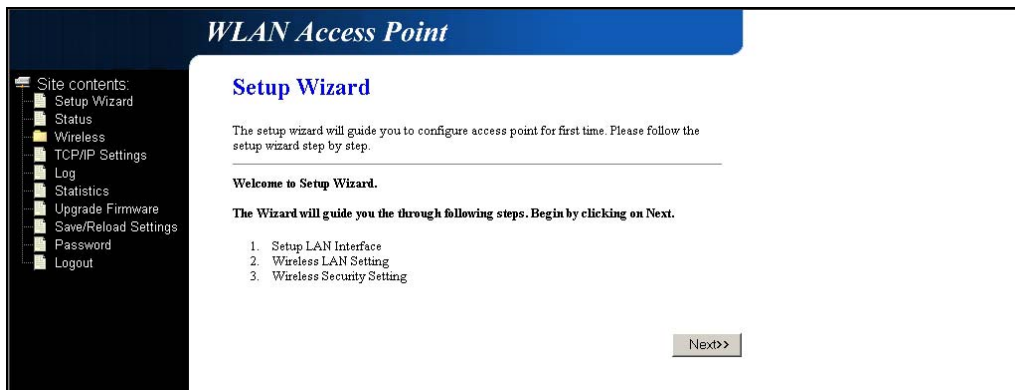 WLAN Access Point
Site contents:
Setup Wizard
Status
Wireless
TCP/IP Settings
Log
Statistics
Upgrade Firmware
Save/Reload Settings
Password
Logout
Setup Wizard
The setup wizard will guide you to configure access point for first time. Please follow the
setup wizard step by step.
Welcome to Setup Wizard.
The Wizard will guide you the through following steps. Begin by clicking on Next.
1. Setup LAN Interface
2. Wireless LAN Setting
3. Wireless Security Setting
Next>>